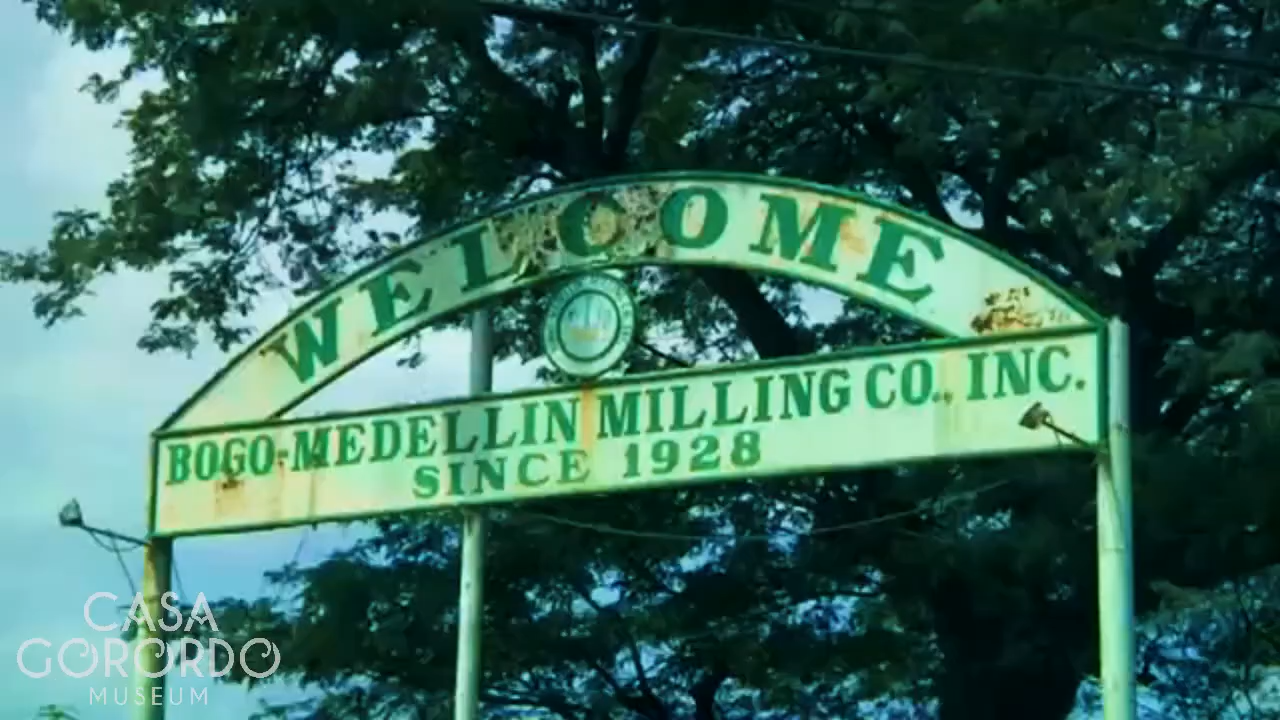 WELCOME
BOGO-MEDELLIN MILLING CO., INC.
SINCE 1928
CASA
GORORDO
MUSEUM